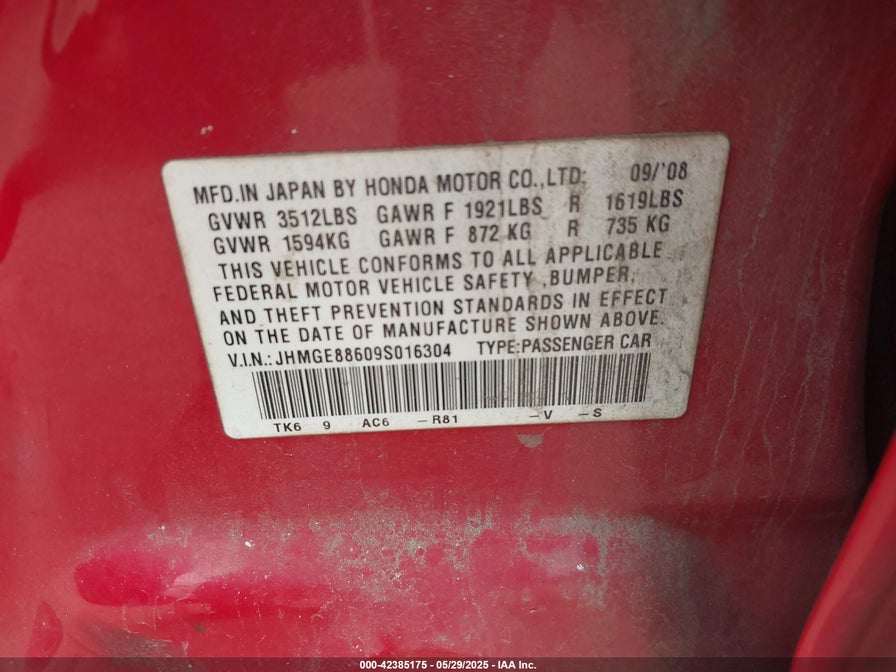 MFD.IN JAPAN BY HONDA MOTOR CO.,LTD: 09/'08
GVWR 3512LBS GAWR F 1921LBS R 1619LBS
GVWR 1594KG GAWR F 872 KG R 735 KG
THIS VEHICLE CONFORMS TO ALL APPLICABLE
FEDERAL MOTOR VEHICLE SAFETY ,BUMPER,
AND THEFT PREVENTION STANDARDS IN EFFECT
ON THE DATE OF MANUFACTURE SHOWN ABOVE.
V.I.N.:JHMGE88609S016304 TYPE:PASSENGER CAR
TK6 9 AC6 -R81 -V -S
000-42385175 - 05/29/2025 - IAA Inc.